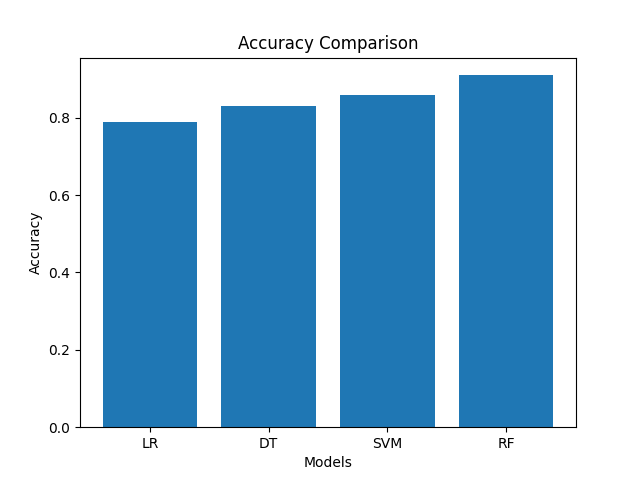 Accuracy Comparison
Accuracy
0.8
0.6
0.4
0.2
0.0
LR DT SVM RF
Models